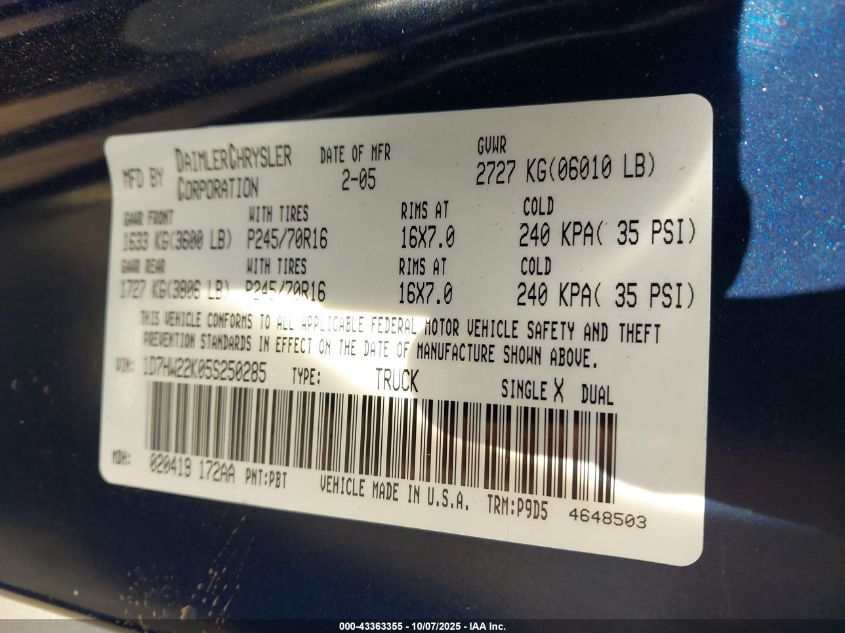 MFD BY DAIMLERCHRYSLER CORPORATION DATE OF MFR 2-05 GVWR 2727 KG(06010 LB)
GAWR FRONT WITH TIRES RIMS AT COLD
1633 KG(3600 LB) P245/70R16 16X7.0 240 KPA( 35 PSI)
GAWR REAR WITH TIRES RIMS AT COLD
1727 KG(3806 LB) P245/70R16 16X7.0 240 KPA( 35 PSI)
THIS VEHICLE CONFORMS TO ALL APPLICABLE FEDERAL MOTOR VEHICLE SAFETY AND THEFT
PREVENTION STANDARDS IN EFFECT ON THE DATE OF MANUFACTURE SHOWN ABOVE.
VIN: 1D7HW22K05S250285 TYPE: TRUCK SINGLE X DUAL
MDH: 020419 172AA PNT:PBT VEHICLE MADE IN U.S.A. TRM:P9D5 4648503
000-43363355 - 10/07/2025 - IAA Inc.